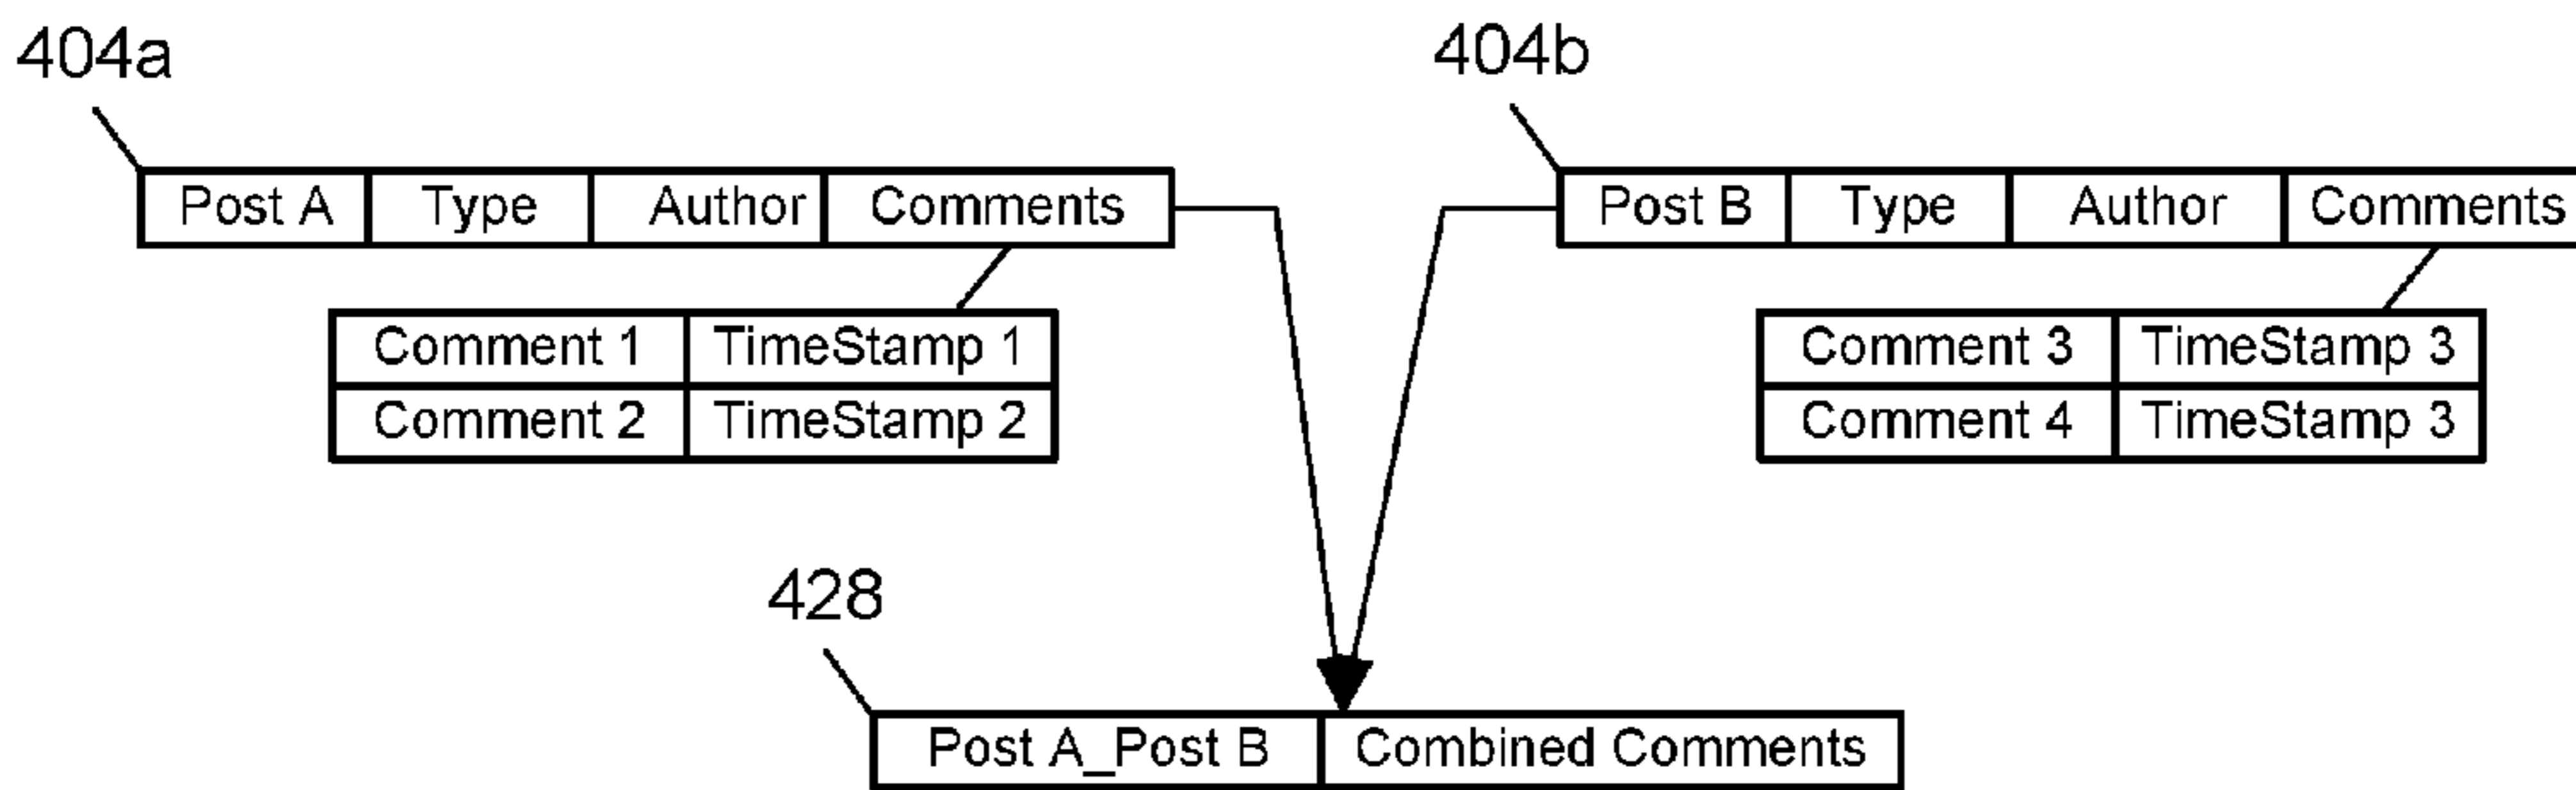 404a
404b
Post A Type Author Comments
Post B Type Author Comments
Comment 1 TimeStamp 1
Comment 2 TimeStamp 2
Comment 3 TimeStamp 3
Comment 4 TimeStamp 3
428
Post A_Post B Combined Comments